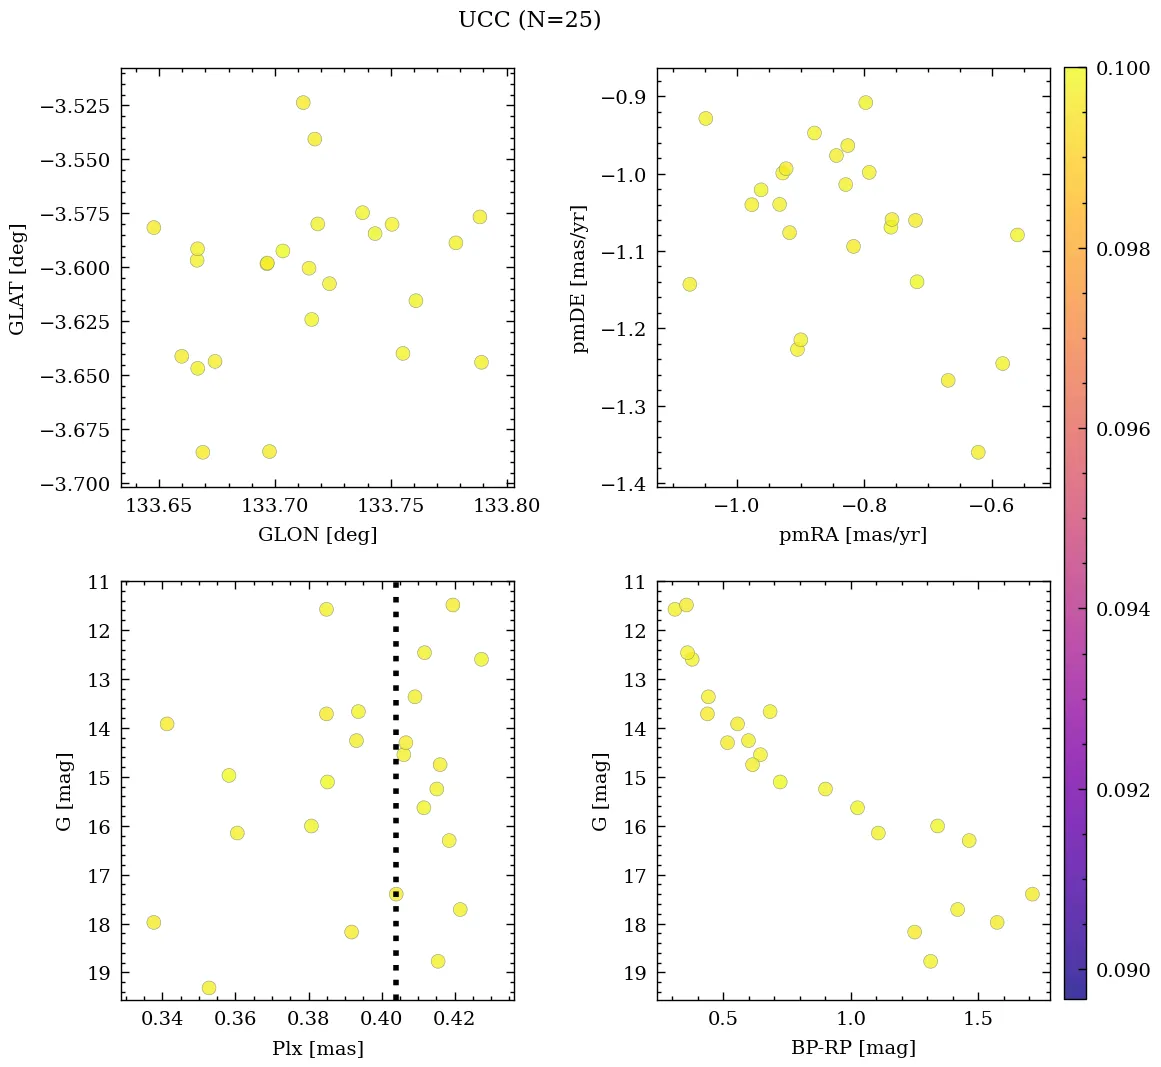 UCC (N=25)
−3.525
−3.550
−3.575
−3.600
−3.625
−3.650
−3.675
−3.700
GLAT [deg]
133.65 133.70 133.75 133.80
GLON [deg]
−0.9
−1.0
−1.1
−1.2
−1.3
−1.4
pmDE [mas/yr]
−1.0 −0.8 −0.6
pmRA [mas/yr]
0.100
0.098
0.096
0.094
0.092
0.090
11
12
13
14
15
16
17
18
19
G [mag]
0.34 0.36 0.38 0.40 0.42
Plx [mas]
11
12
13
14
15
16
17
18
19
G [mag]
0.5 1.0 1.5
BP-RP [mag]